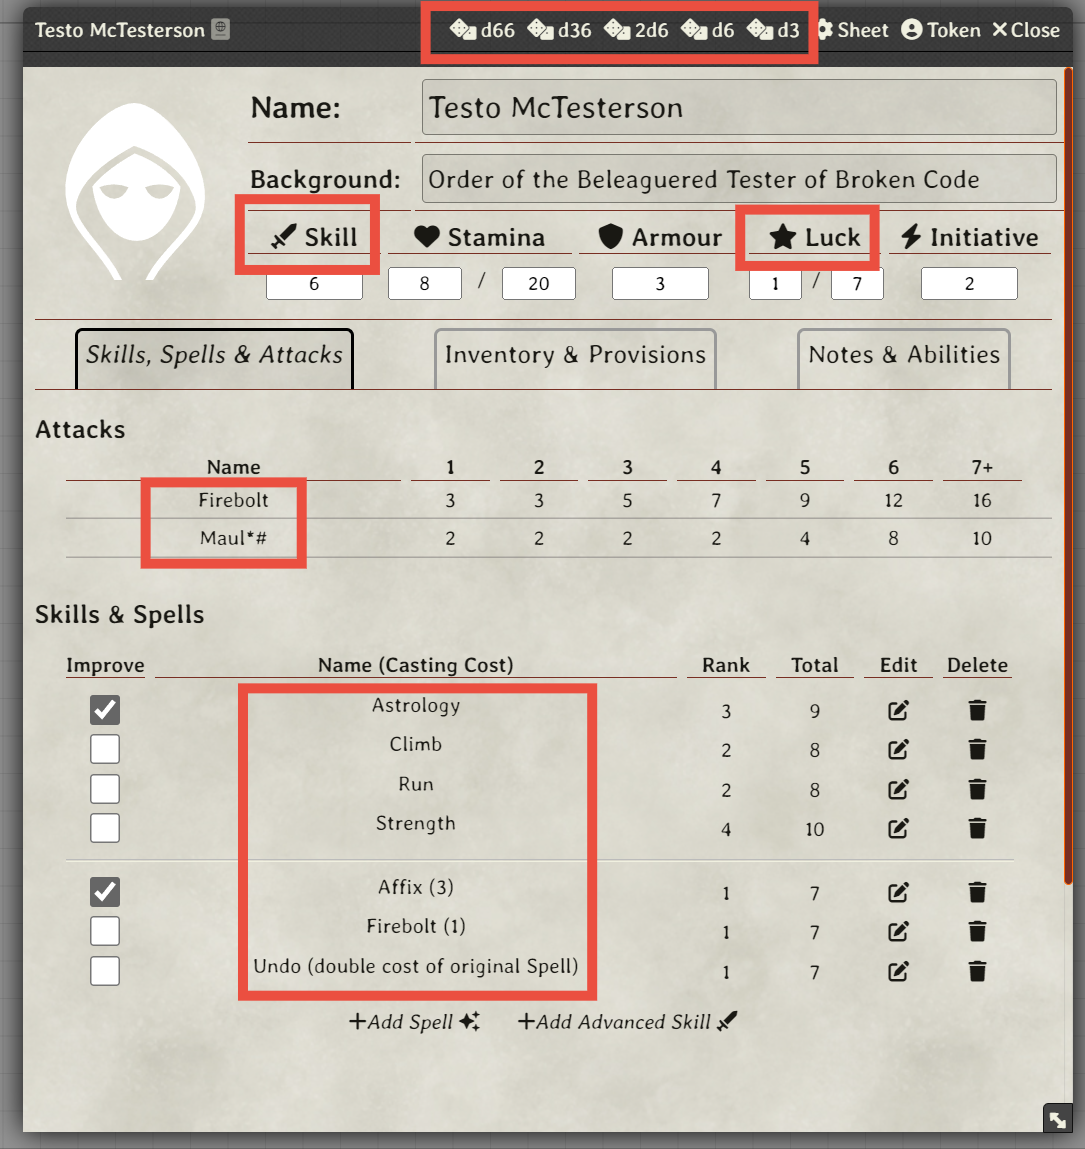 Testo McTesterson d66 d36 2d6 d6 d3 Sheet Token Close
Name: Testo McTesterson
Background: Order of the Beleaguered Tester of Broken Code
Skill Stamina Armour Luck Initiative
6 8 / 20 3 1 / 7 2
Skills, Spells & Attacks Inventory & Provisions Notes & Abilities
Attacks
Name 1 2 3 4 5 6 7+
Firebolt 3 3 5 7 9 12 16
Maul*# 2 2 2 2 4 8 10
Skills & Spells
Improve Name (Casting Cost) Rank Total Edit Delete
Astrology 3 9
Climb 2 8
Run 2 8
Strength 4 10
Affix (3) 1 7
Firebolt (1) 1 7
Undo (double cost of original Spell) 1 7
+Add Spell +Add Advanced Skill